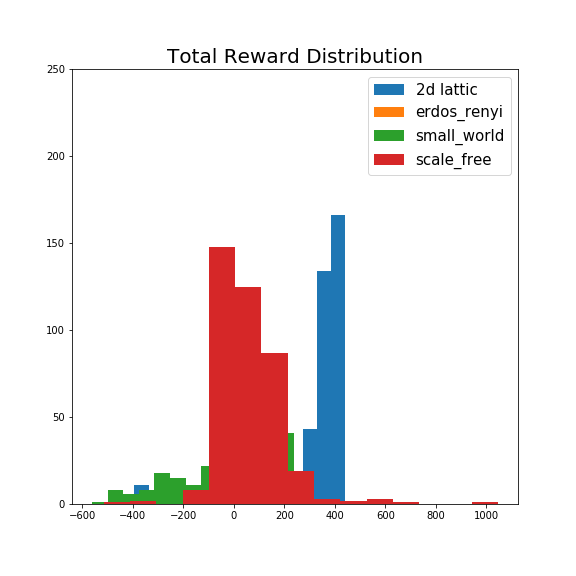 Total Reward Distribution
250
200
150
100
50
0
2d lattic
erdos_renyi
small_world
scale_free
−600 −400 −200 0 200 400 600 800 1000